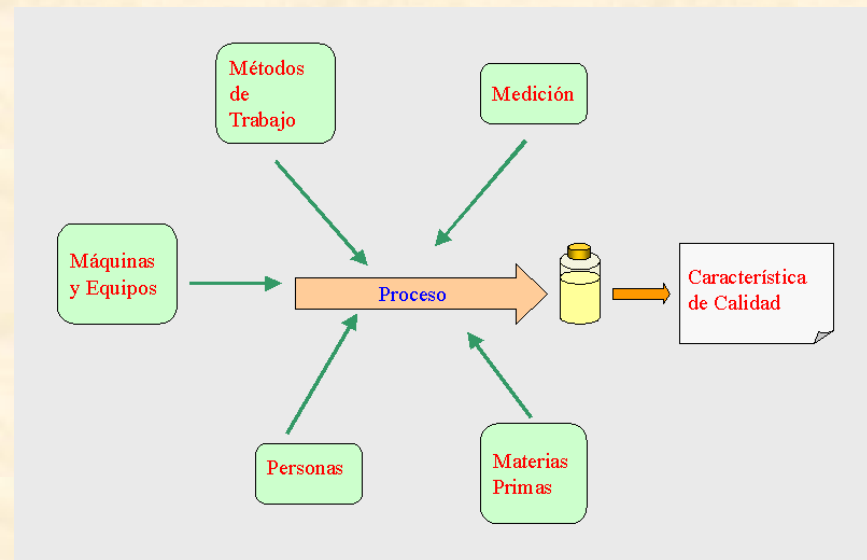 Métodos
de
Trabajo
Medición
Máquinas
y Equipos
Proceso
Característica
de Calidad
Personas
Materias
Primas